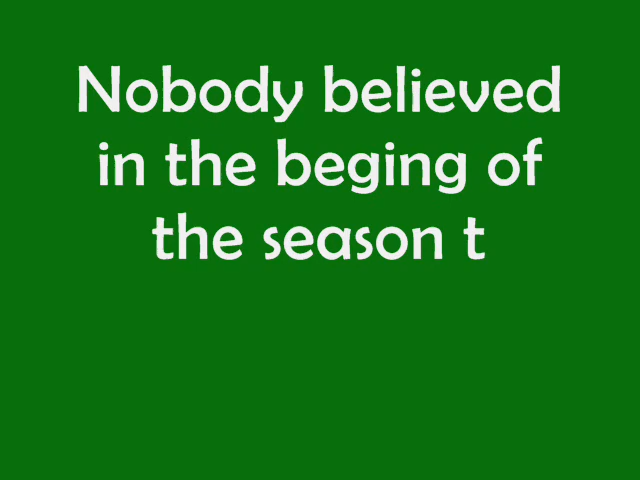 Nobody believed
in the beging of
the season t